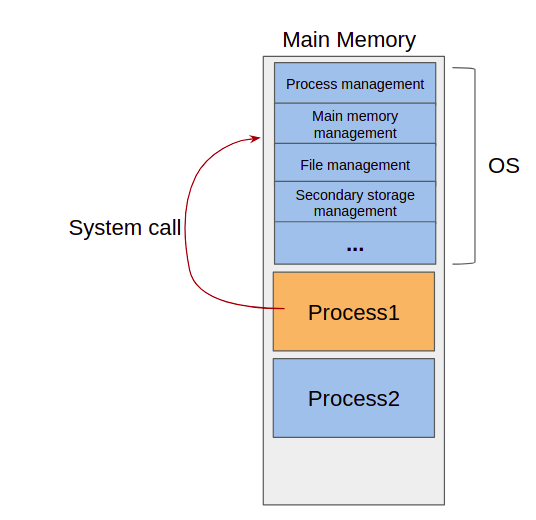 Main Memory
Process management
Main memory
management
File management
Secondary storage
management
...
OS
System call
Process1
Process2